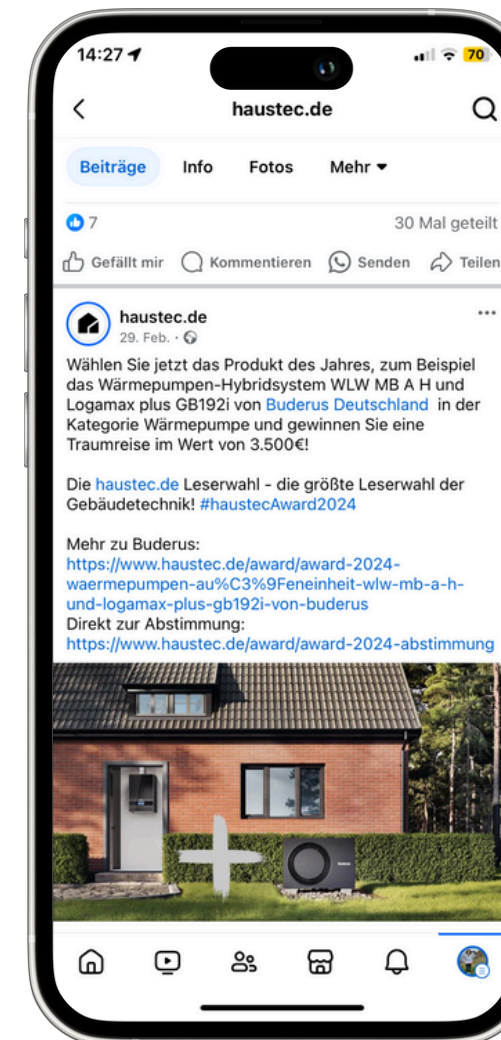 14:27
70
haustec.de
Beiträge Info Fotos Mehr
7 30 Mal geteilt
Gefällt mir Kommentieren Senden Teilen
haustec.de
29. Feb. ·
Wählen Sie jetzt das Produkt des Jahres, zum Beispiel
das Wärmepumpen-Hybridsystem WLW MB A H und
Logamax plus GB192i von Buderus Deutschland in der
Kategorie Wärmepumpe und gewinnen Sie eine
Traumreise im Wert von 3.500€!
Die haustec.de Leserwahl - die größte Leserwahl der
Gebäudetechnik! #haustecAward2024
Mehr zu Buderus:
https://www.haustec.de/award/award-2024-
waermepumpen-au%C3%9Feneinheit-wlw-mb-a-h-
und-logamax-plus-gb192i-von-buderus
Direkt zur Abstimmung:
https://www.haustec.de/award/award-2024-abstimmung